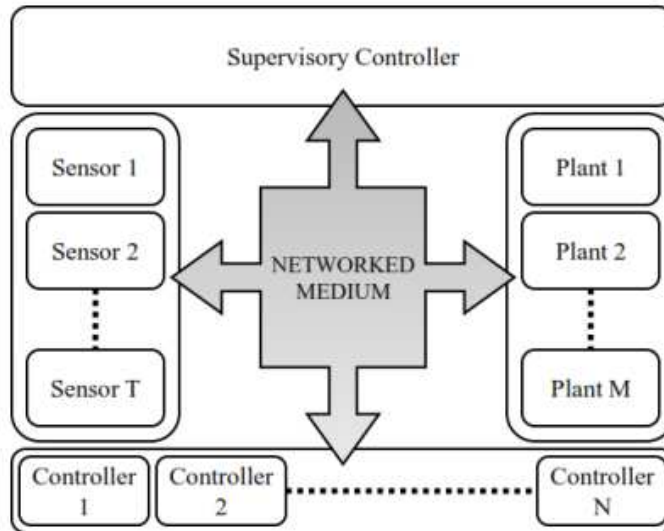 Supervisory Controller
Sensor 1
Sensor 2
Sensor T
NETWORKED
MEDIUM
Plant 1
Plant 2
Plant M
Controller
1
Controller
2
Controller
N